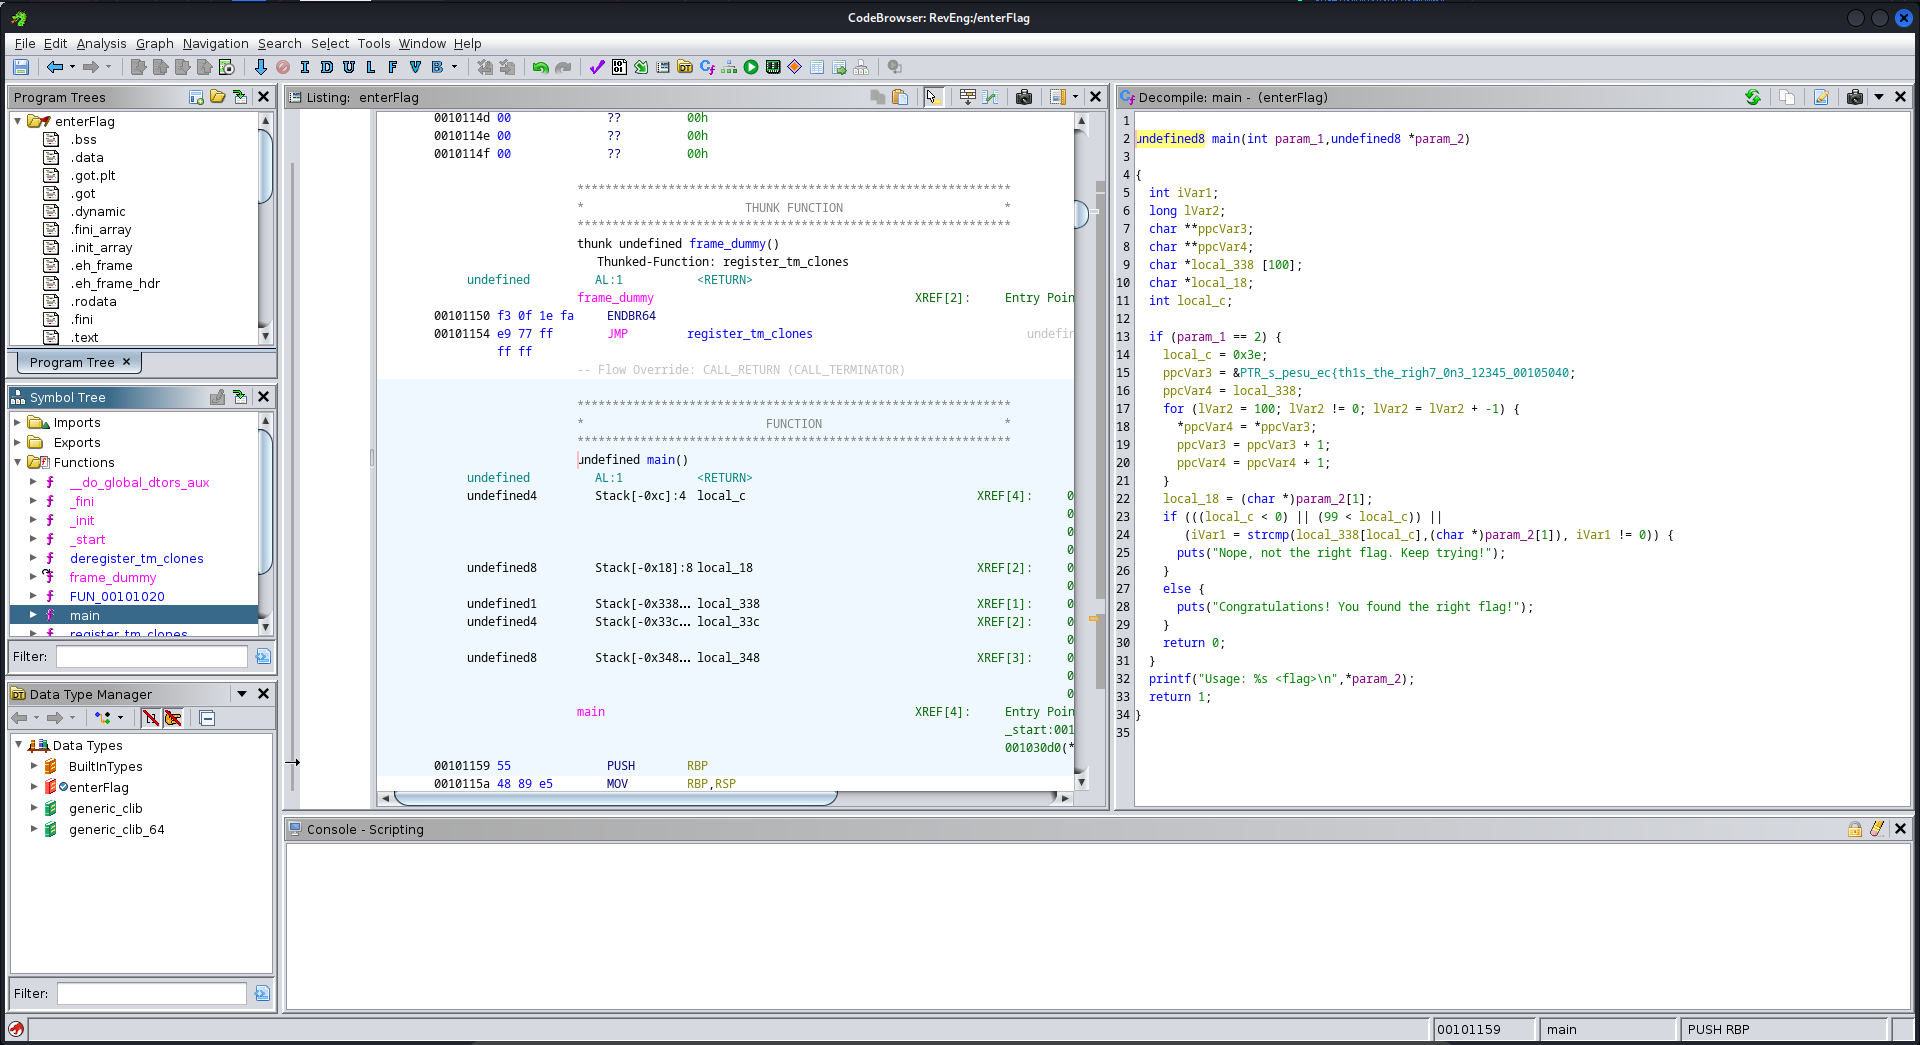 CodeBrowser: RevEng:/enterFlag
File Edit Analysis Graph Navigation Search Select Tools Window Help
I D U L F V B
Program Trees
enterFlag
.bss
.data
.got.plt
.got
.dynamic
.fini_array
.init_array
.eh_frame
.eh_frame_hdr
.rodata
.fini
.text
Program Tree ×
Symbol Tree
Imports
Exports
Functions
__do_global_dtors_aux
_fini
_init
_start
deregister_tm_clones
frame_dummy
FUN_00101020
main
register_tm_clones
Filter:
Data Type Manager
Data Types
BuiltInTypes
enterFlag
generic_clib
generic_clib_64
Filter:
Listing: enterFlag
0010114d 00 ?? 00h
0010114e 00 ?? 00h
0010114f 00 ?? 00h
**************************************************************
* THUNK FUNCTION *
**************************************************************
thunk undefined frame_dummy()
Thunked-Function: register_tm_clones
undefined AL:1 <RETURN>
frame_dummy XREF[2]: Entry Poin
00101150 f3 0f 1e fa ENDBR64
00101154 e9 77 ff JMP register_tm_clones undefin
ff ff
-- Flow Override: CALL_RETURN (CALL_TERMINATOR)
**************************************************************
* FUNCTION *
**************************************************************
undefined main()
undefined AL:1 <RETURN>
undefined4 Stack[-0xc]:4 local_c XREF[4]: 0
0
0
0
undefined8 Stack[-0x18]:8 local_18 XREF[2]: 0
0
undefined1 Stack[-0x338... local_338 XREF[1]: 0
undefined4 Stack[-0x33c... local_33c XREF[2]: 0
0
undefined8 Stack[-0x348... local_348 XREF[3]: 0
0
0
main XREF[4]: Entry Poin
_start:001
001030d0(*
00101159 55 PUSH RBP
0010115a 48 89 e5 MOV RBP,RSP
Decompile: main - (enterFlag)
1
2 undefined8 main(int param_1,undefined8 *param_2)
3
4 {
5 int iVar1;
6 long lVar2;
7 char **ppcVar3;
8 char **ppcVar4;
9 char *local_338 [100];
10 char *local_18;
11 int local_c;
12
13 if (param_1 == 2) {
14 local_c = 0x3e;
15 ppcVar3 = &PTR_s_pesu_ec{th1s_the_righ7_0n3_12345_00105040;
16 ppcVar4 = local_338;
17 for (lVar2 = 100; lVar2 != 0; lVar2 = lVar2 + -1) {
18 *ppcVar4 = *ppcVar3;
19 ppcVar3 = ppcVar3 + 1;
20 ppcVar4 = ppcVar4 + 1;
21 }
22 local_18 = (char *)param_2[1];
23 if (((local_c < 0) || (99 < local_c)) ||
24 (iVar1 = strcmp(local_338[local_c],(char *)param_2[1]), iVar1 != 0)) {
25 puts("Nope, not the right flag. Keep trying!");
26 }
27 else {
28 puts("Congratulations! You found the right flag!");
29 }
30 return 0;
31 }
32 printf("Usage: %s <flag>\n",*param_2);
33 return 1;
34 }
35
Console - Scripting
00101159 main PUSH RBP